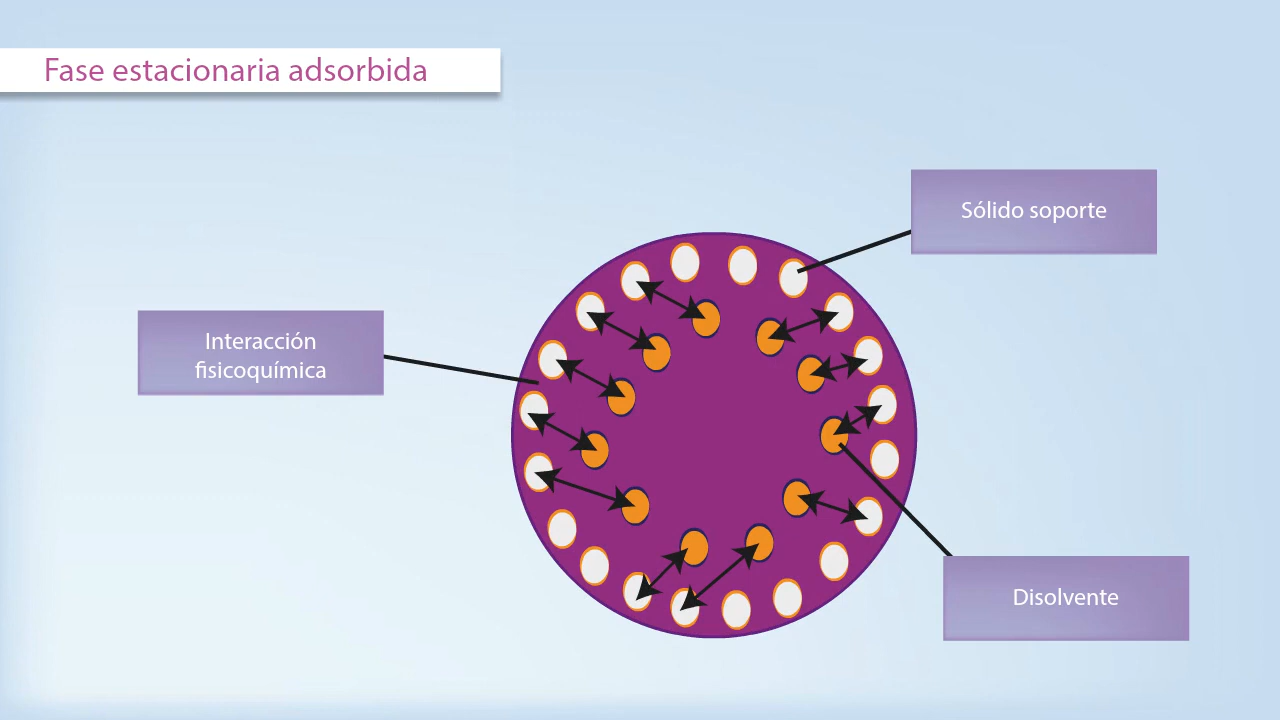 Fase estacionaria adsorbida
Sólido soporte
Interacción
fisicoquímica
Disolvente